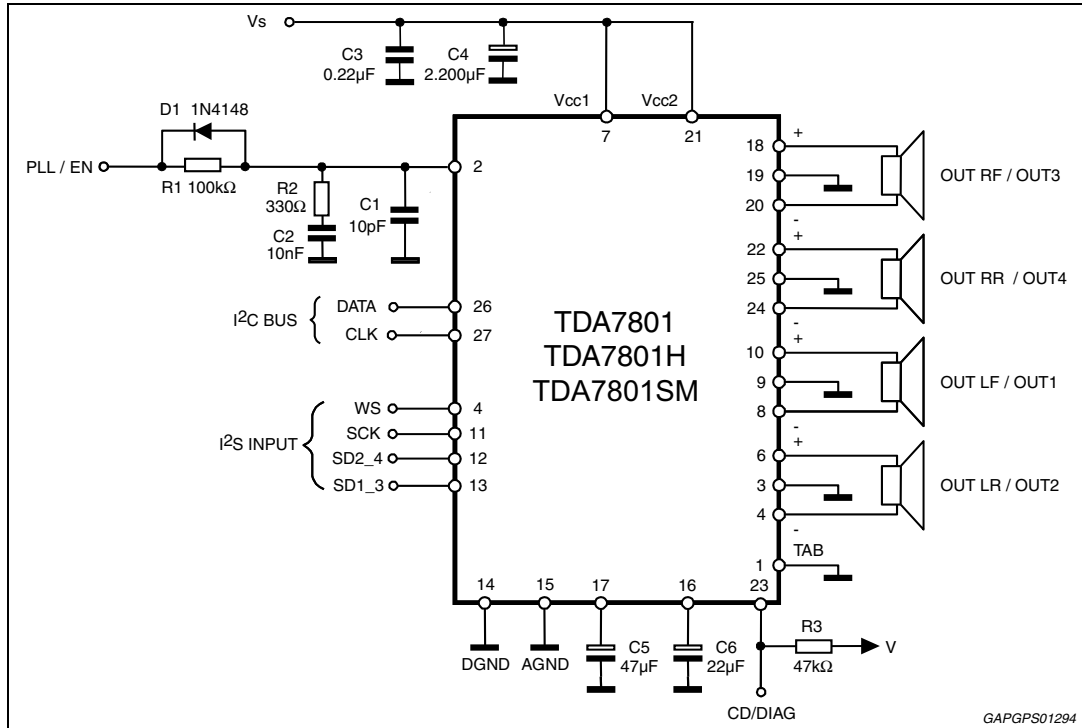 Vs
C3
0.22µF
C4
2.200µF
D1 1N4148
Vcc1
Vcc2
7
21
PLL / EN
R1 100kΩ
2
R2
330Ω
C2
10nF
C1
10pF
18
+
19
20
-
OUT RF / OUT3
22
+
25
24
-
OUT RR / OUT4
I²C BUS
DATA
26
CLK
27
TDA7801
TDA7801H
TDA7801SM
10
+
9
8
-
OUT LF / OUT1
I²S INPUT
WS
4
SCK
11
SD2_4
12
SD1_3
13
6
+
3
4
-
OUT LR / OUT2
TAB
1
14
15
17
16
23
DGND
AGND
C5
47µF
C6
22µF
R3
47kΩ
V
CD/DIAG
GAPGPS01294